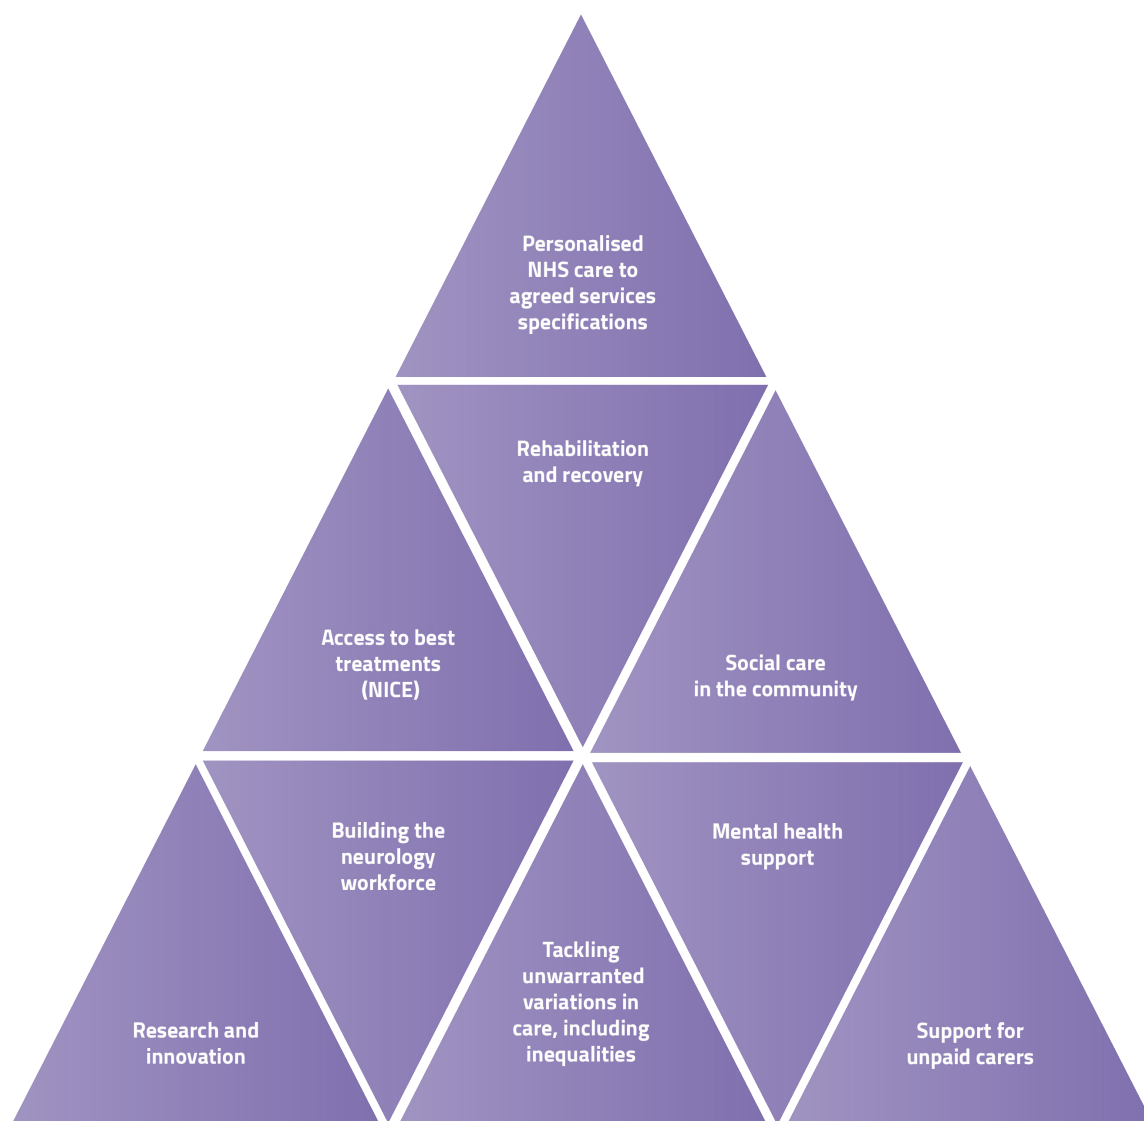 Personalised
NHS care to
agreed services
specifications
Rehabilitation
and recovery
Access to best
treatments
(NICE)
Social care
in the community
Building the
neurology
workforce
Mental health
support
Research and
innovation
Tackling
unwarranted
variations in
care, including
inequalities
Support for
unpaid carers